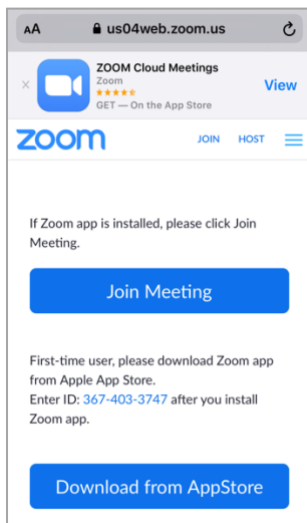 AA us04web.zoom.us
ZOOM Cloud Meetings
Zoom
GET — On the App Store
View
zoom JOIN HOST
If Zoom app is installed, please click Join
Meeting.
Join Meeting
First-time user, please download Zoom app
from Apple App Store.
Enter ID: 367-403-3747 after you install
Zoom app.
Download from AppStore